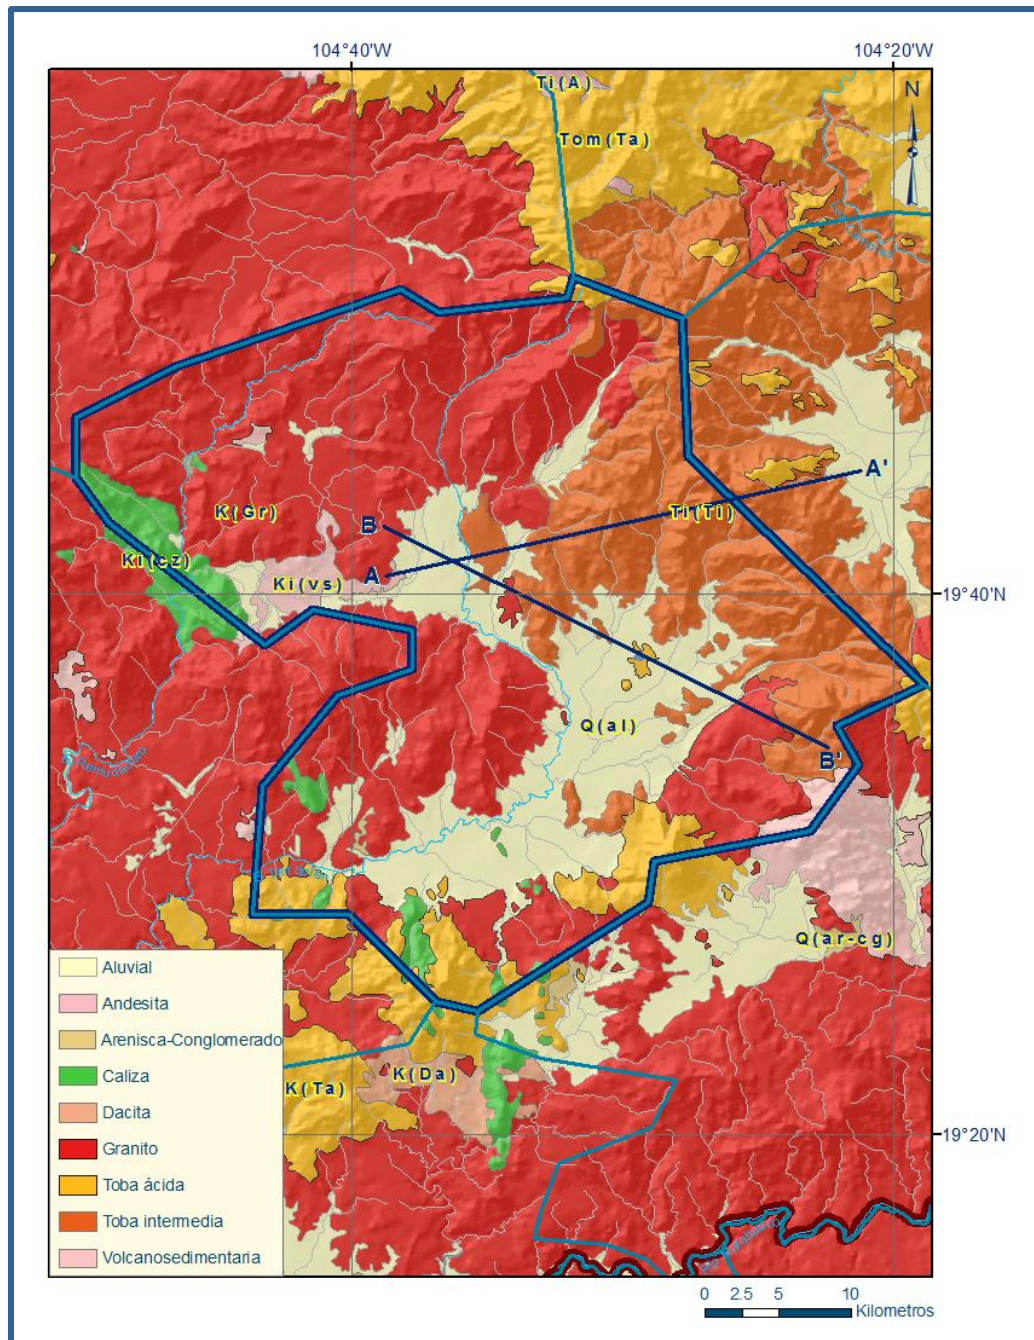 104°40'W
104°20'W
N
Ti(A)
Tom(Ta)
A'
K(Gr)
B
Ti(Ti)
Ki(cz)
A
Ki(vs)
19°40'N
Q(al)
B'
Q(ar-cg)
Aluvial
Andesita
Arenisca-Conglomerado
Caliza
Dacita
Granito
Toba ácida
Toba intermedia
Volcanosedimentaria
K(Da)
K(Ta)
19°20'N
0 2.5 5 10
Kilometros